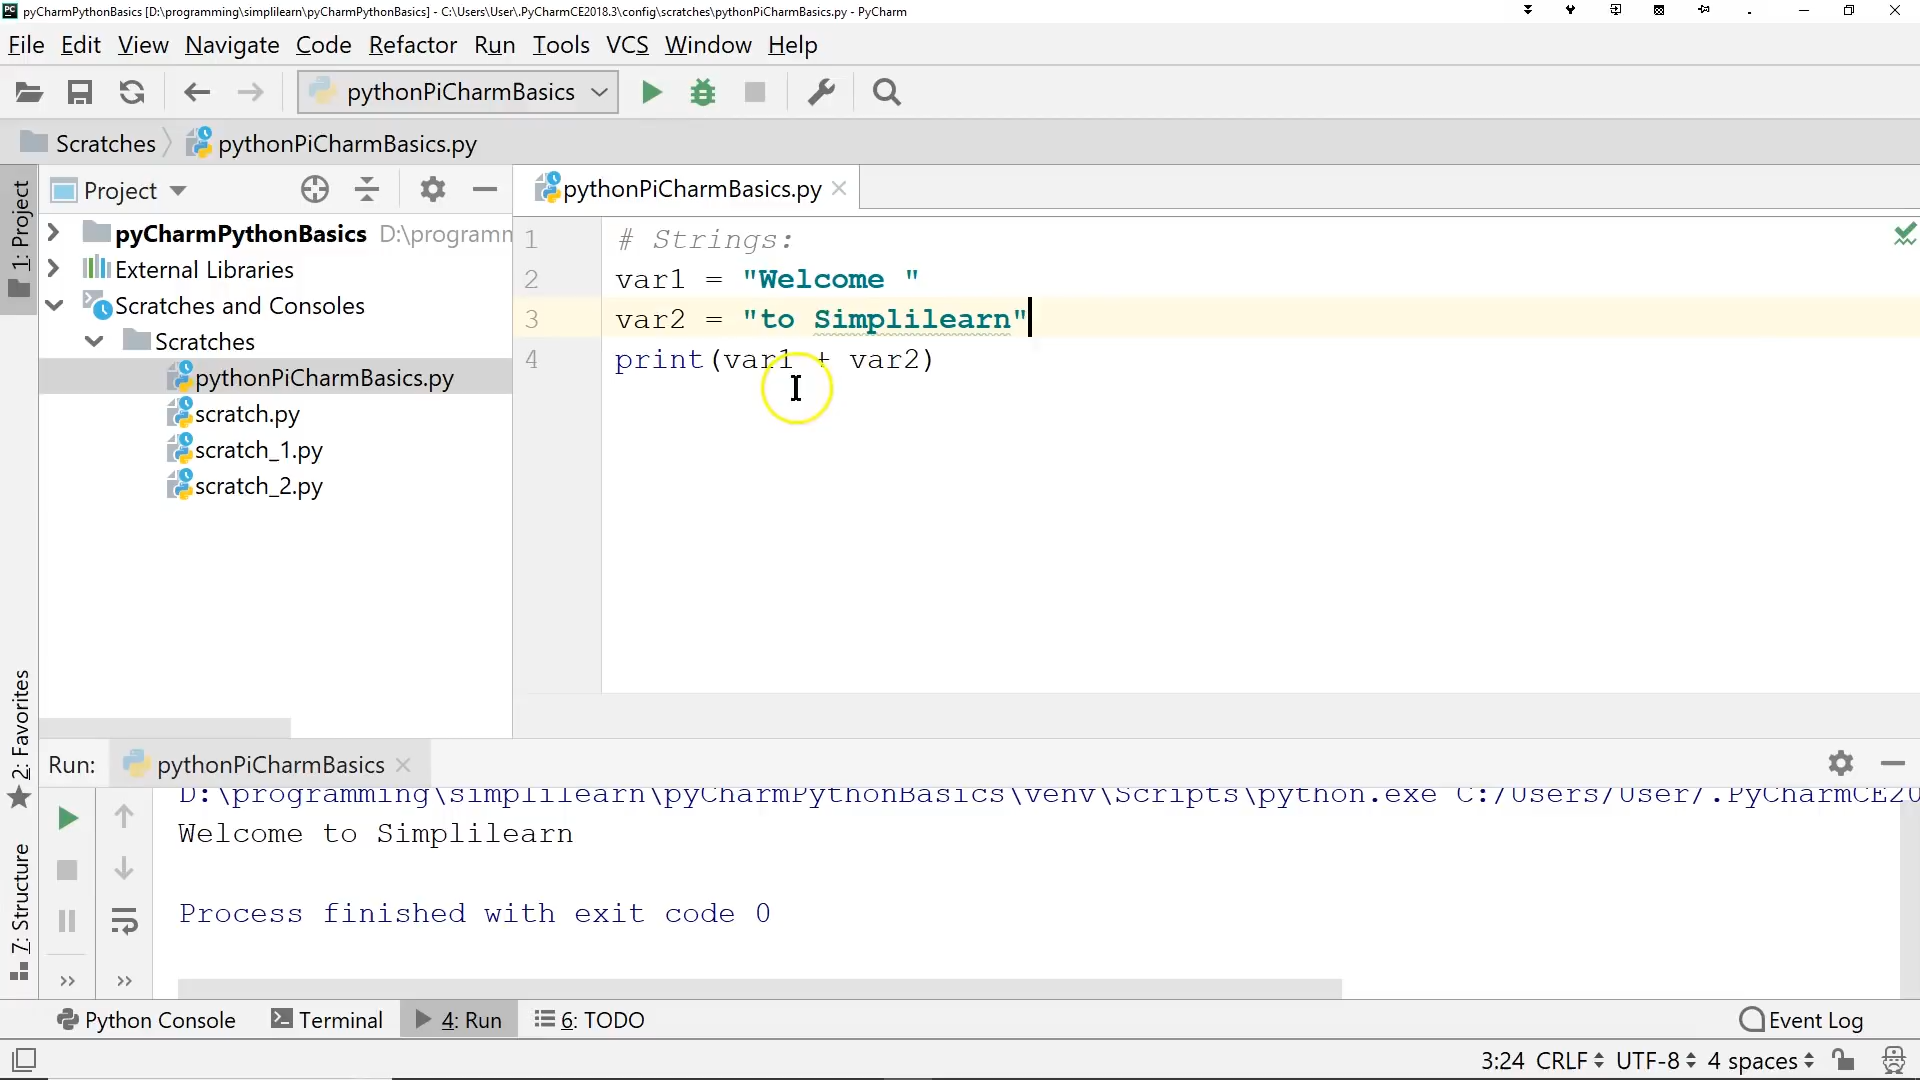 pyCharmPythonBasics [D:\programming\simplilearn\pyCharmPythonBasics] - C:\Users\User\.PyCharmCE2018.3\config\scratches\pythonPiCharmBasics.py - PyCharm
File Edit View Navigate Code Refactor Run Tools VCS Window Help
pythonPiCharmBasics
Scratches pythonPiCharmBasics.py
1: Project
Project
pyCharmPythonBasics D:\programm
External Libraries
Scratches and Consoles
Scratches
pythonPiCharmBasics.py
scratch.py
scratch_1.py
scratch_2.py
pythonPiCharmBasics.py
1 # Strings:
2 var1 = "Welcome "
3 var2 = "to Simplilearn"
4 print(var1 + var2)
2: Favorites
7: Structure
Run: pythonPiCharmBasics
D:\programming\simplilearn\pyCharmPythonBasics\venv\Scripts\python.exe C:/Users/User/.PyCharmCE20
Welcome to Simplilearn
Process finished with exit code 0
Python Console Terminal 4: Run 6: TODO Event Log
3:24 CRLF UTF-8 4 spaces